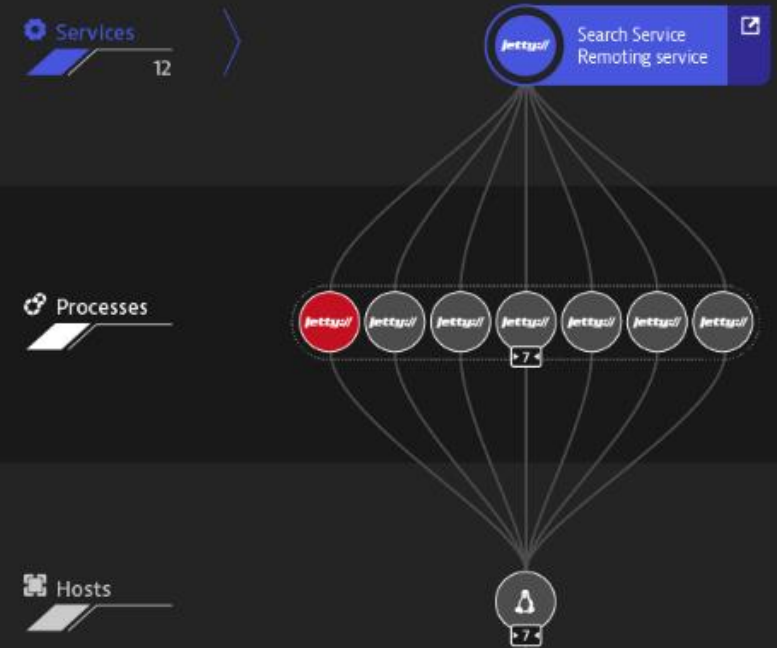 Services
12
jetty://
Search Service
Remoting service
Processes
jetty:// jetty:// jetty:// jetty:// jetty:// jetty:// jetty://
7
Hosts
7